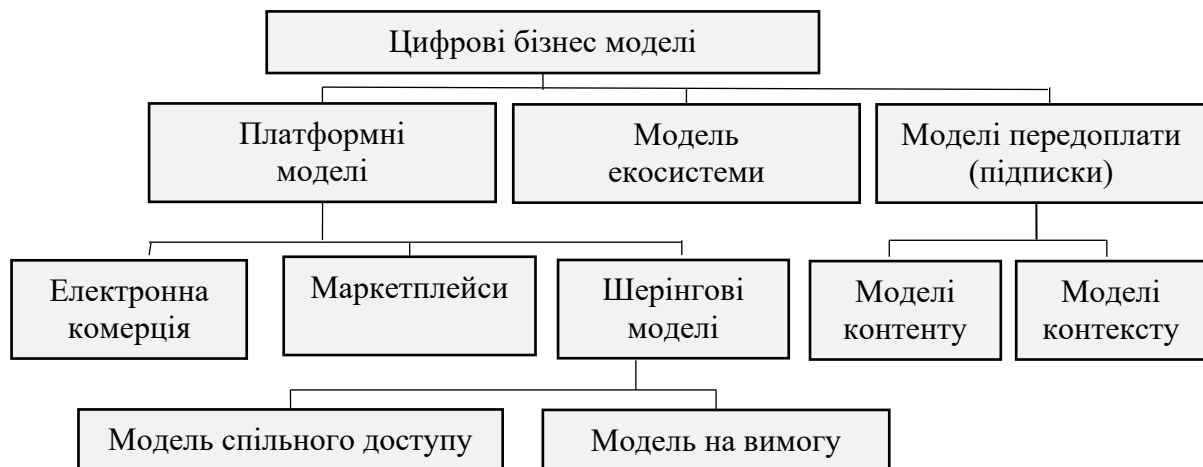 Цифрові бізнес моделі
Платформні
моделі
Модель
екосистеми
Моделі передоплати
(підписки)
Електронна
комерція
Маркетплейси
Шерінгові
моделі
Моделі
контенту
Моделі
контексту
Модель спільного доступу
Модель на вимогу